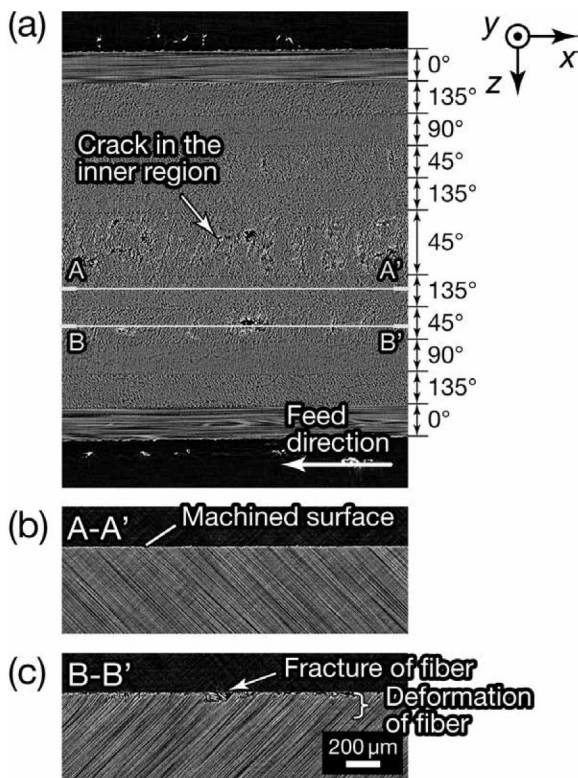 (a)
y
x
z
0°
135°
90°
45°
135°
Crack in the
inner region
45°
A A'
135°
45°
B B'
90°
135°
0°
Feed
direction
(b)
A-A'
Machined surface
(c)
B-B'
Fracture of fiber
Deformation
of fiber
200 µm